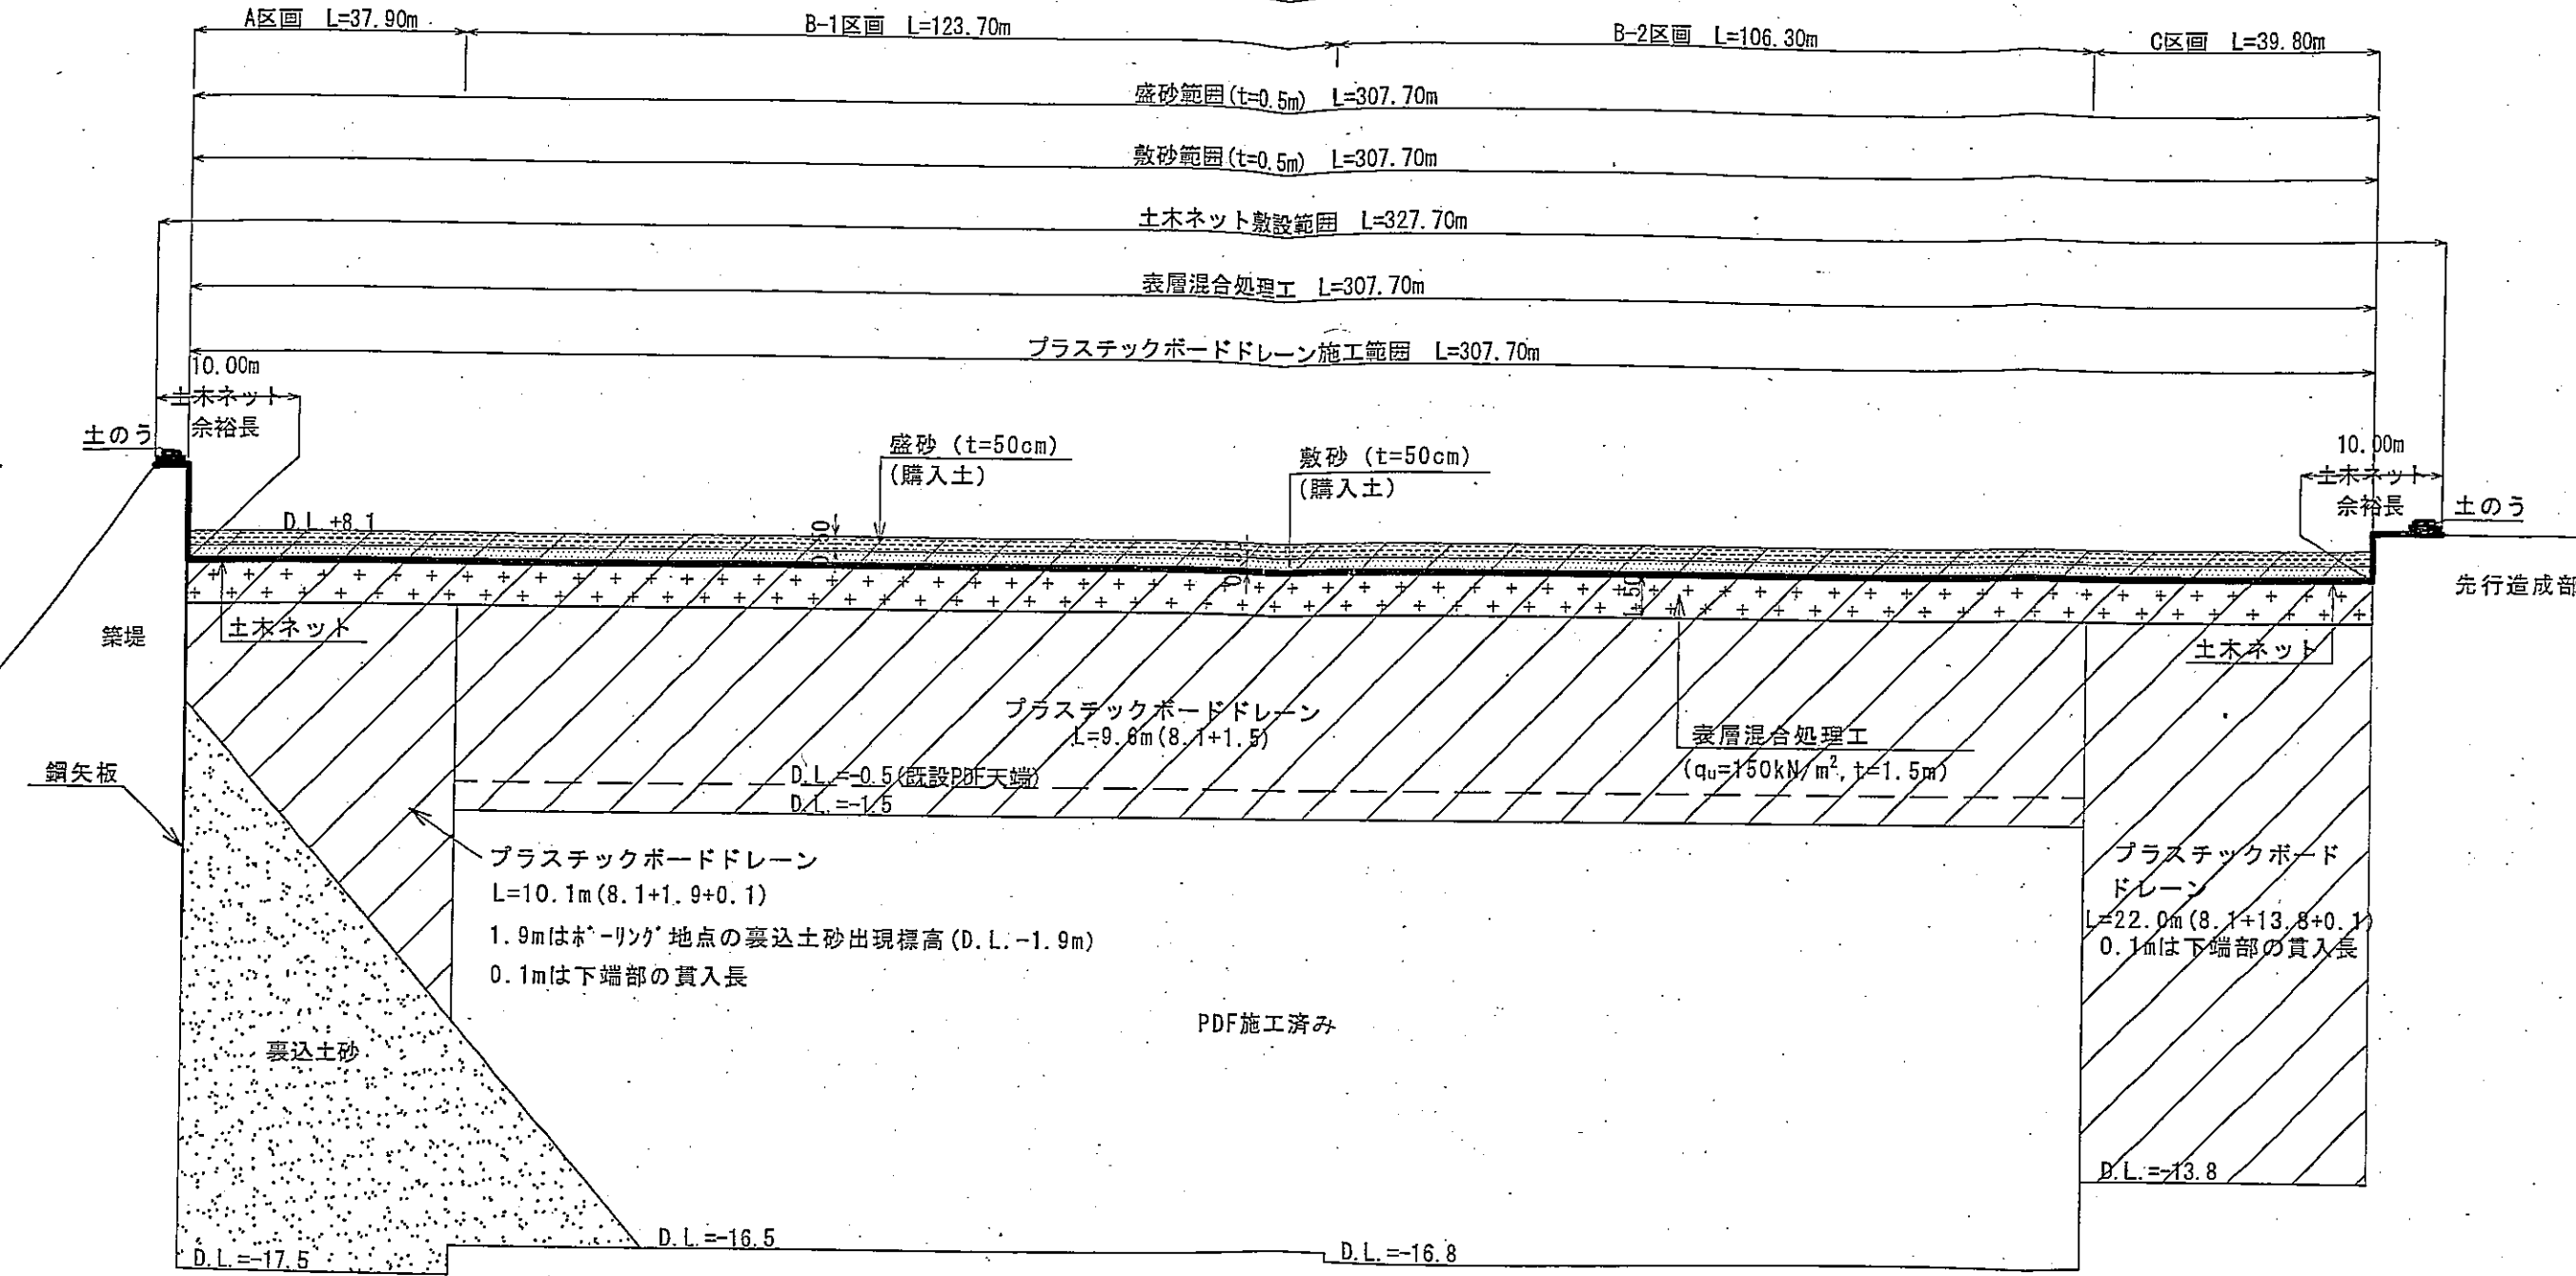 A区画 L=37.90m
B-1区画 L=123.70m
B-2区画 L=106.30m
C区画 L=39.80m
盛砂範囲(t=0.5m) L=307.70m
敷砂範囲(t=0.5m) L=307.70m
土木ネット敷設範囲 L=327.70m
表層混合処理工 L=307.70m
プラスチックボードドレーン施工範囲 L=307.70m
10.00m
土木ネット
余裕長
土のう
盛砂 (t=50cm)
(購入土)
敷砂 (t=50cm)
(購入土)
10.00m
土木ネット
余裕長
土のう
D.L.+8.1
先行造成部
築堤
土木ネット
土木ネット
プラスチックボードドレーン
L=9.6m(8.1+1.5)
表層混合処理工
(qu=150kN/m², t=1.5m)
鋼矢板
D.L.=-0.5(既設PDF天端)
D.L.=-1.5
プラスチックボードドレーン
L=10.1m(8.1+1.9+0.1)
1.9mはボーリング地点の裏込土砂出現標高(D.L.-1.9m)
0.1mは下端部の貫入長
プラスチックボード
ドレーン
L=22.0m(8.1+13.8+0.1)
0.1mは下端部の貫入長
PDF施工済み
裏込土砂
D.L.=-13.8
D.L.=-16.5
D.L.=-16.8
D.L.=-17.5